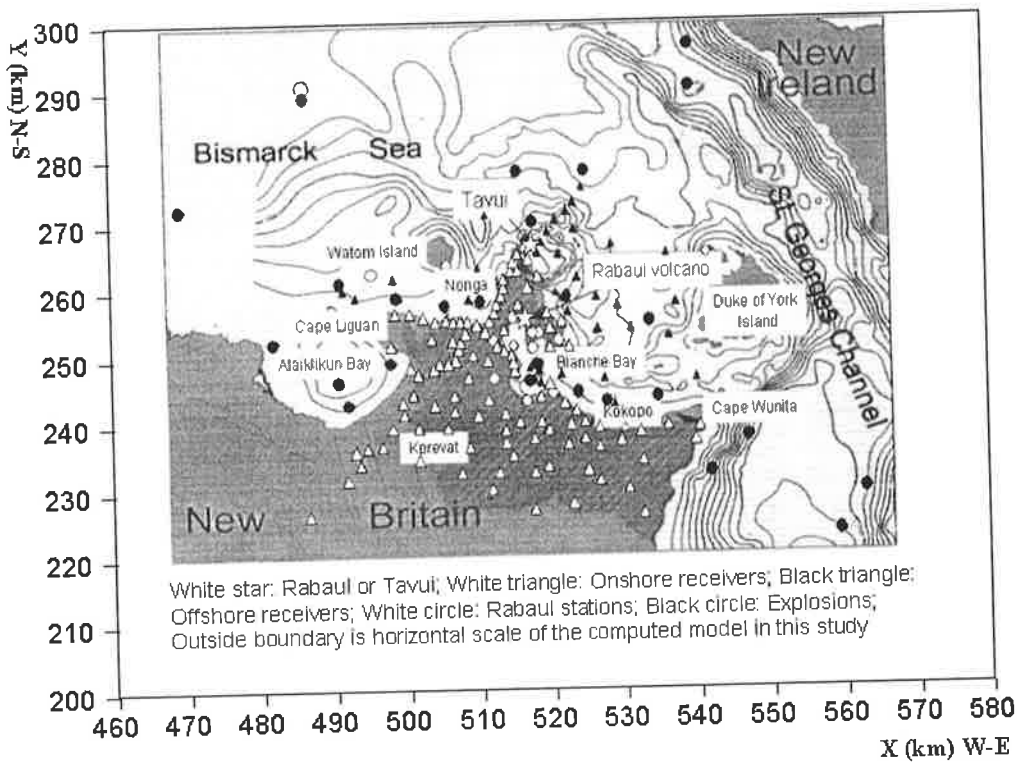 300
290
280
270
260
250
240
230
220
210
200
Y (km) N-S
New
Ireland
Bismarck Sea
Tavui
St. Georges Channel
Watom Island
Rabaul volcano
Nonga
Duke of York
Island
Cape Liguan
Ataiklikun Bay
Blanche Bay
Kokopo
Cape Wunita
Kprevat
New Britain
White star: Rabaul or Tavui; White triangle: Onshore receivers; Black triangle:
Offshore receivers; White circle: Rabaul stations; Black circle: Explosions;
Outside boundary is horizontal scale of the computed model in this study
460 470 480 490 500 510 520 530 540 550 560 570 580
X (km) W-E